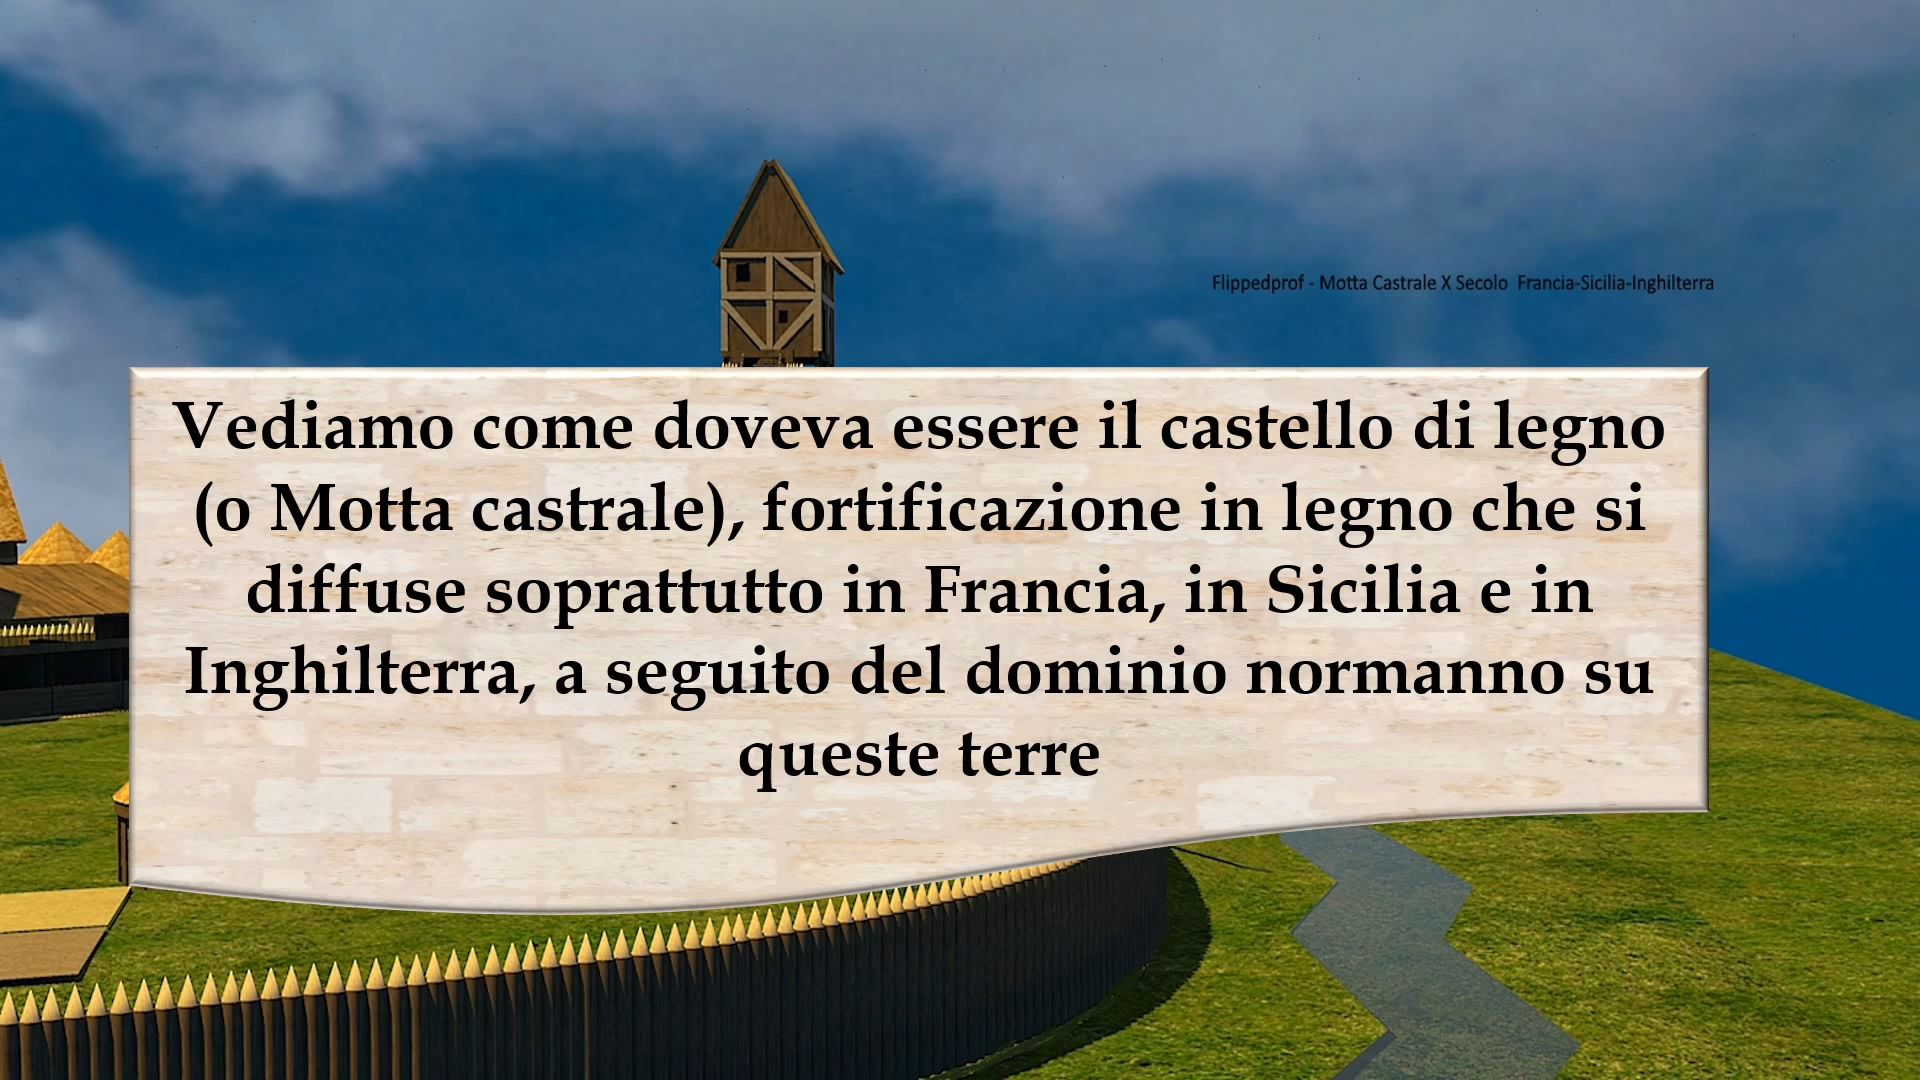 Flippedprof - Motta Castrale X Secolo Francia-Sicilia-Inghilterra
Vediamo come doveva essere il castello di legno
(o Motta castrale), fortificazione in legno che si
diffuse soprattutto in Francia, in Sicilia e in
Inghilterra, a seguito del dominio normanno su
queste terre